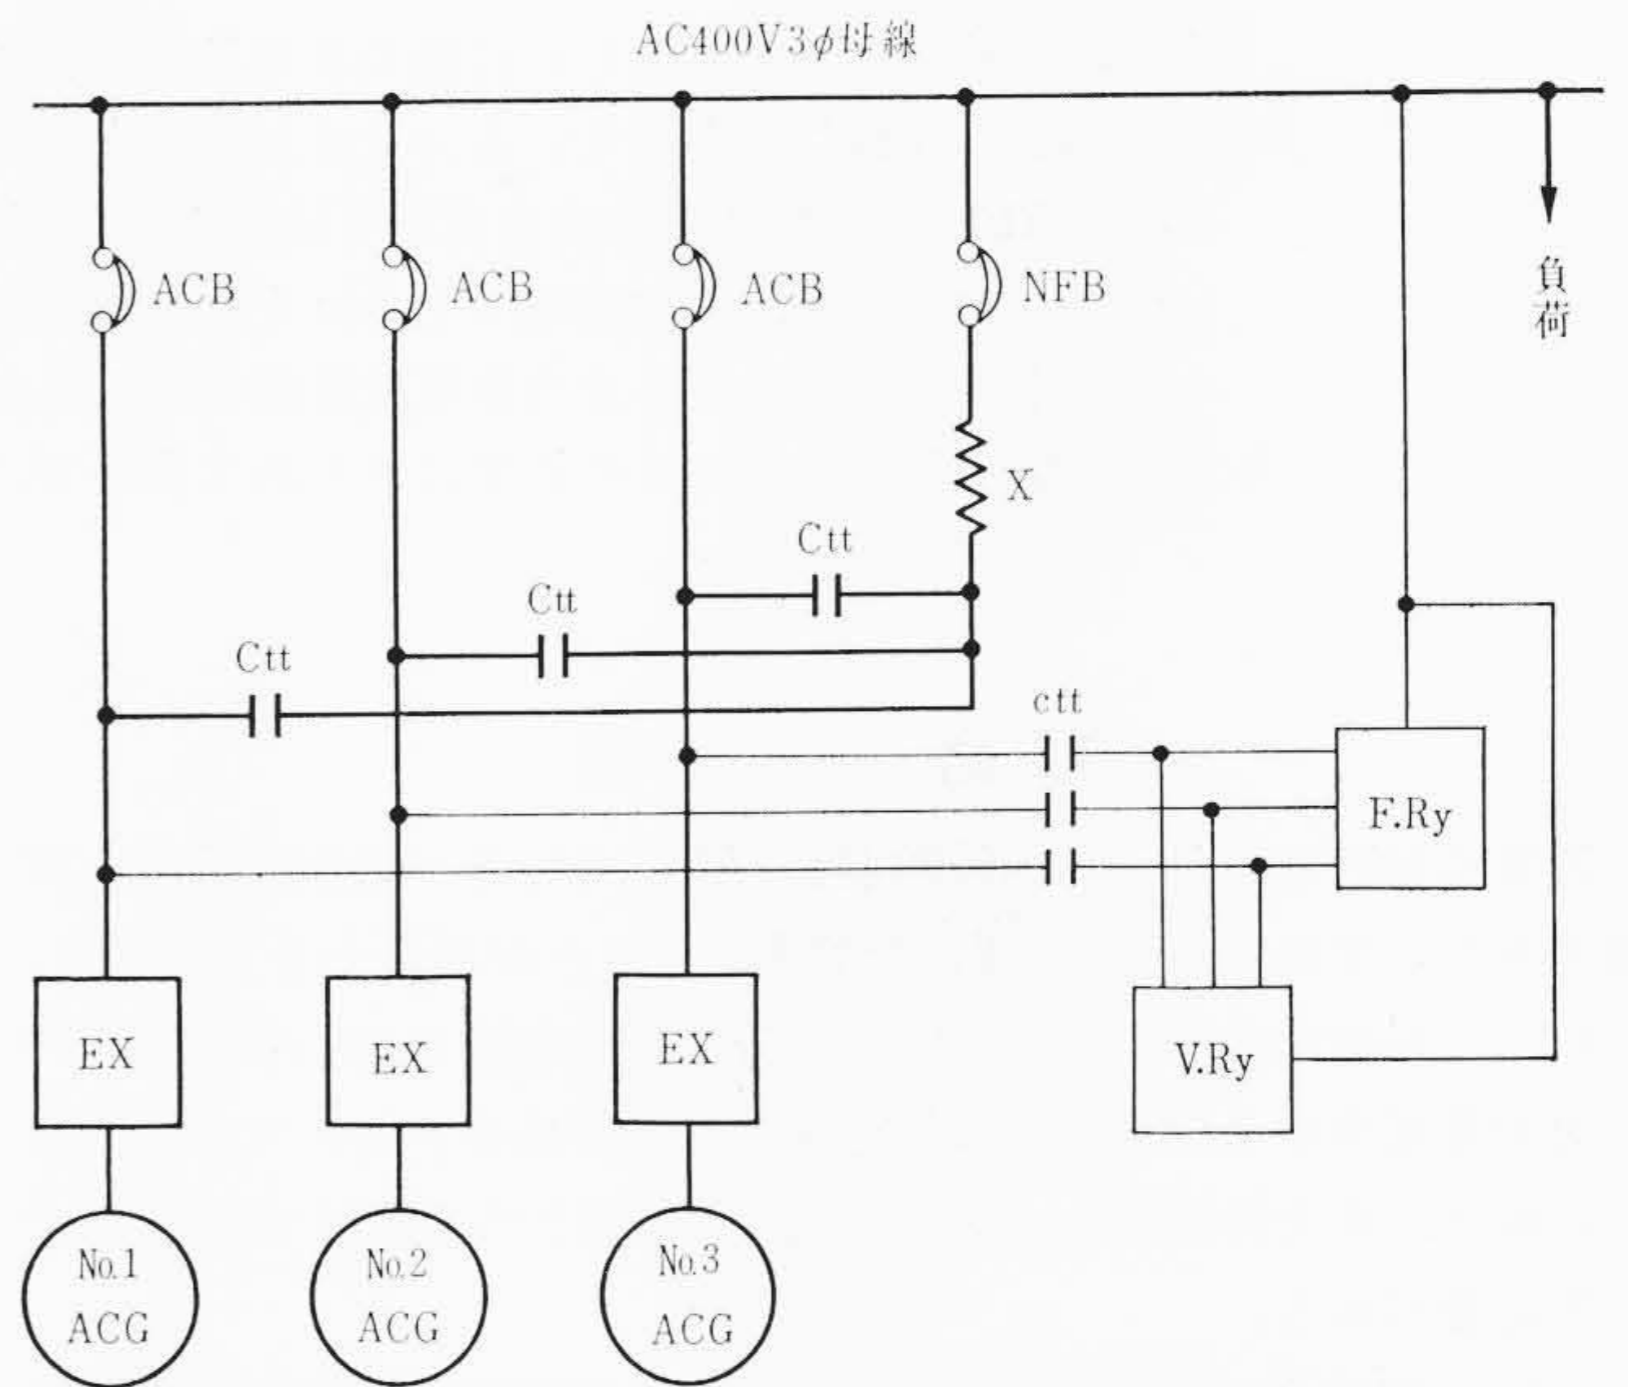 AC400V3φ母線
ACB
ACB
ACB
NFB
負荷
X
Ctt
Ctt
Ctt
ctt
F.Ry
V.Ry
EX
EX
EX
No.1
ACG
No.2
ACG
No.3
ACG